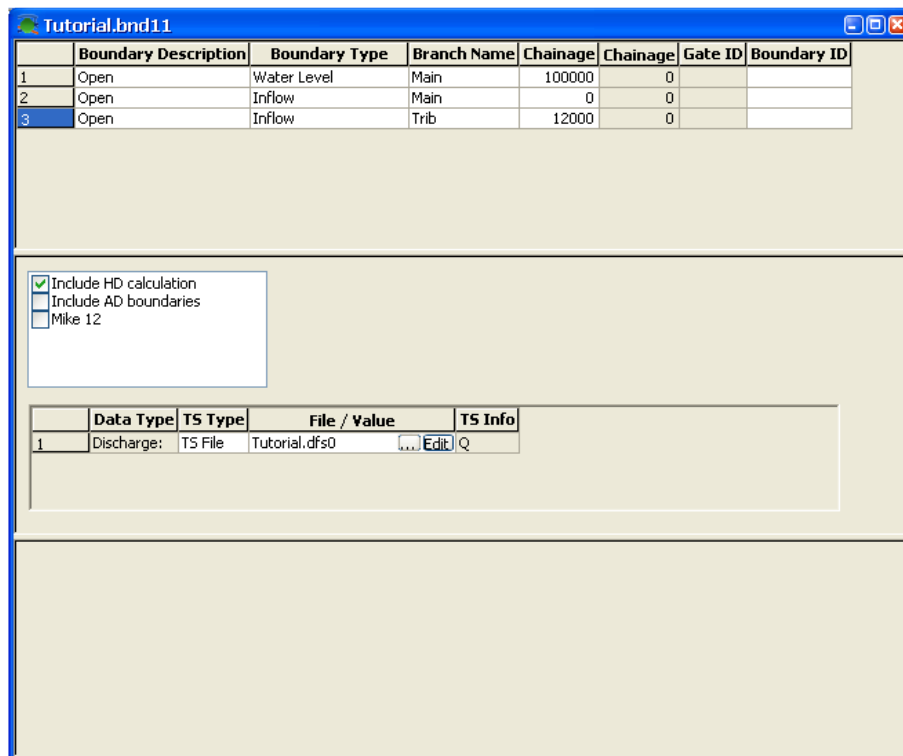 Tutorial.bnd11
Boundary Description Boundary Type Branch Name Chainage Chainage Gate ID Boundary ID
1 Open Water Level Main 100000 0
2 Open Inflow Main 0 0
3 Open Inflow Trib 12000 0
Include HD calculation
Include AD boundaries
Mike 12
Data Type TS Type File / Value TS Info
1 Discharge: TS File Tutorial.dfs0 ... Edit Q